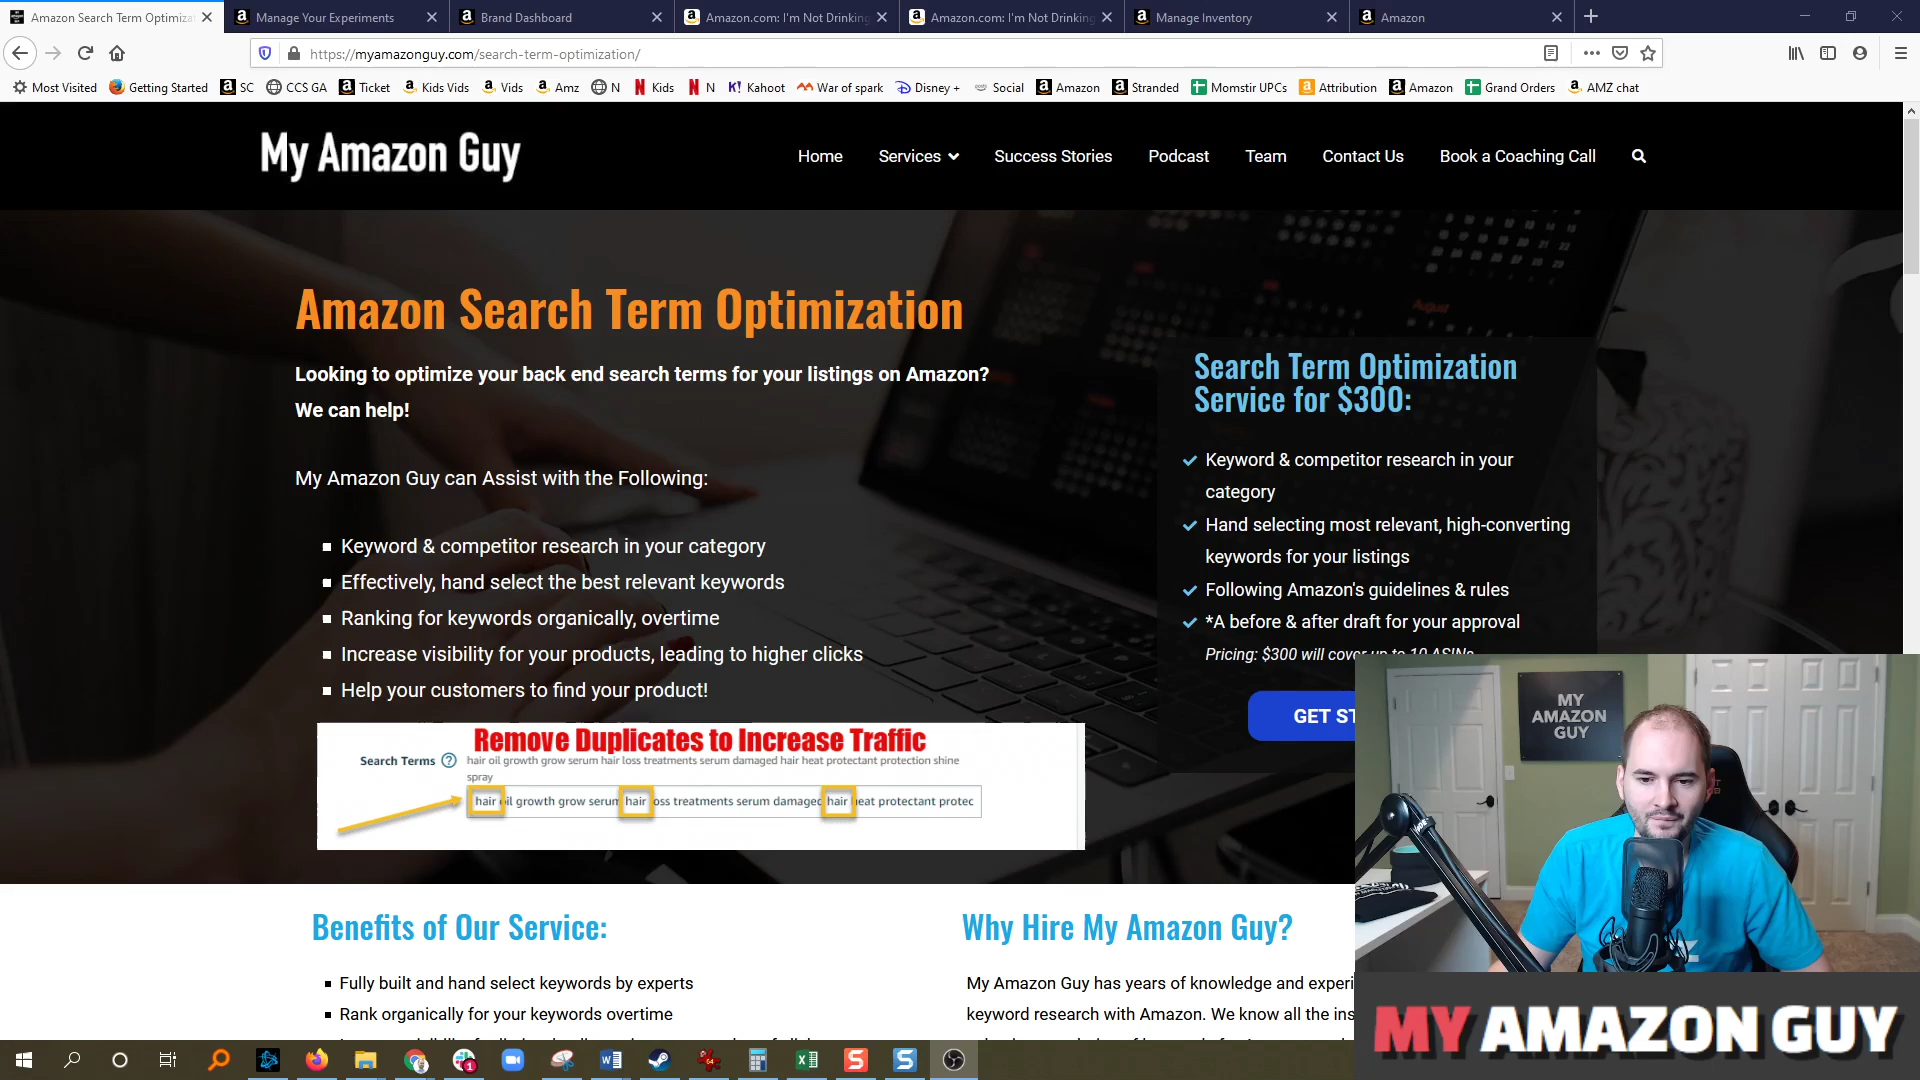 Amazon Search Term Optimizat
Manage Your Experiments
Brand Dashboard
Amazon.com: I'm Not Drinking
Amazon.com: I'm Not Drinking
Manage Inventory
Amazon
https://myamazonguy.com/search-term-optimization/
Most Visited
Getting Started
SC
CCS GA
Ticket
Kids Vids
Vids
Amz
N
Kids
N
Kahoot
War of spark
Disney +
Social
Amazon
Stranded
Momstir UPCs
Attribution
Amazon
Grand Orders
AMZ chat
My Amazon Guy
Home
Services
Success Stories
Podcast
Team
Contact Us
Book a Coaching Call
Amazon Search Term Optimization
Looking to optimize your back end search terms for your listings on Amazon?
We can help!
My Amazon Guy can Assist with the Following:
Keyword & competitor research in your category
Effectively, hand select the best relevant keywords
Ranking for keywords organically, overtime
Increase visibility for your products, leading to higher clicks
Help your customers to find your product!
Search Term Optimization
Service for $300:
Keyword & competitor research in your
category
Hand selecting most relevant, high-converting
keywords for your listings
Following Amazon's guidelines & rules
*A before & after draft for your approval
Pricing: $300 will cover up to 10 ASINs
GET ST
Remove Duplicates to Increase Traffic
Search Terms ?
hair oil growth grow serum hair loss treatments serum damaged hair heat protectant protection shine
spray
hair oil growth grow serum hair loss treatments serum damaged hair heat protectant protec
MY
AMAZON
GUY
Benefits of Our Service:
Fully built and hand select keywords by experts
Rank organically for your keywords overtime
Why Hire My Amazon Guy?
My Amazon Guy has years of knowledge and experi
keyword research with Amazon. We know all the ins
MY AMAZON GUY